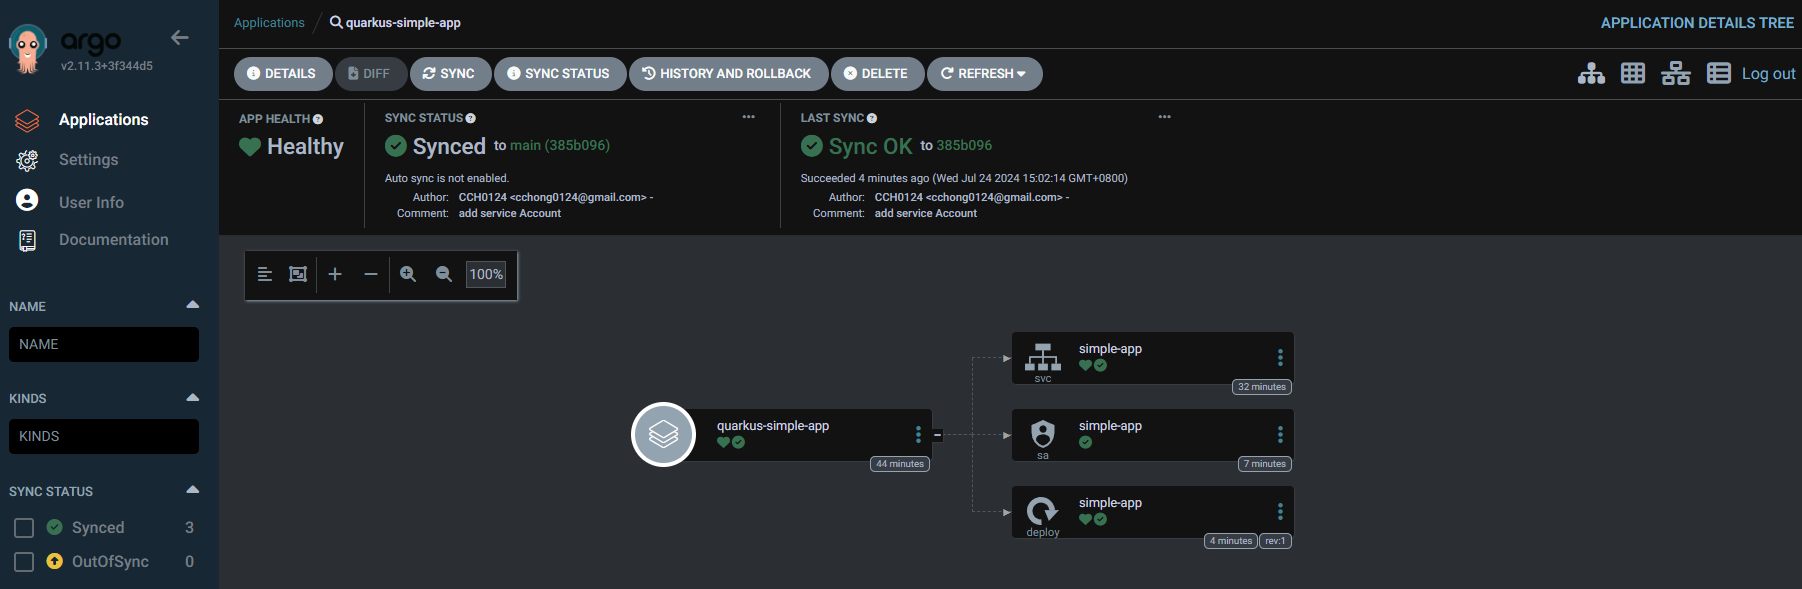 argo
v2.11.3+3f344d5
Applications
Settings
User Info
Documentation
NAME
NAME
KINDS
KINDS
SYNC STATUS
Synced 3
OutOfSync 0
Applications / quarkus-simple-app
APPLICATION DETAILS TREE
DETAILS DIFF SYNC SYNC STATUS HISTORY AND ROLLBACK DELETE REFRESH
Log out
APP HEALTH
Healthy
SYNC STATUS
Synced to main (385b096)
Auto sync is not enabled.
Author: CCH0124 <cchong0124@gmail.com> -
Comment: add service Account
LAST SYNC
Sync OK to 385b096
Succeeded 4 minutes ago (Wed Jul 24 2024 15:02:14 GMT+0800)
Author: CCH0124 <cchong0124@gmail.com> -
Comment: add service Account
100%
quarkus-simple-app
44 minutes
simple-app
svc
32 minutes
simple-app
sa
7 minutes
simple-app
deploy
4 minutes rev:1